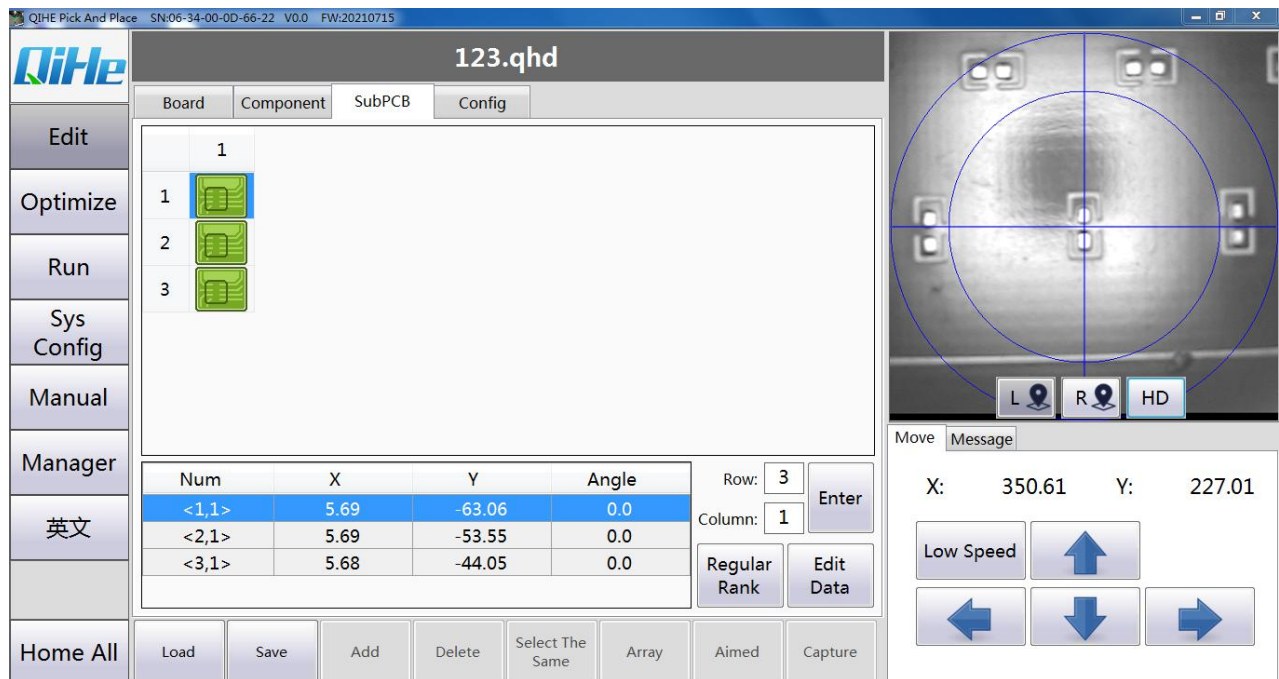 QIHE Pick And Place SN:06-34-00-0D-66-22 V0.0 FW:20210715
QiHe
123.qhd
Board Component SubPCB Config
Edit
Optimize
Run
Sys
Config
Manual
Manager
英文
Home All
1
1
2
3
Num X Y Angle
<1,1> 5.69 -63.06 0.0
<2,1> 5.69 -53.55 0.0
<3,1> 5.68 -44.05 0.0
Row: 3
Column: 1
Enter
Regular
Rank
Edit
Data
Load Save Add Delete Select The
Same
Array Aimed Capture
L R HD
Move Message
X: 350.61 Y: 227.01
Low Speed